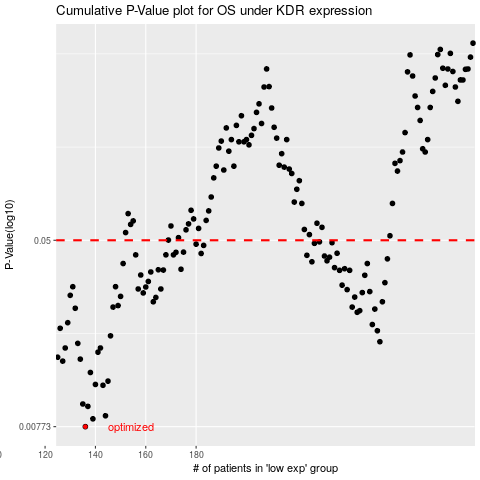 Cumulative P-Value plot for OS under KDR expression
P-Value(log10)
0.05
0.00773
optimized
0 120 140 160 180
# of patients in 'low exp' group